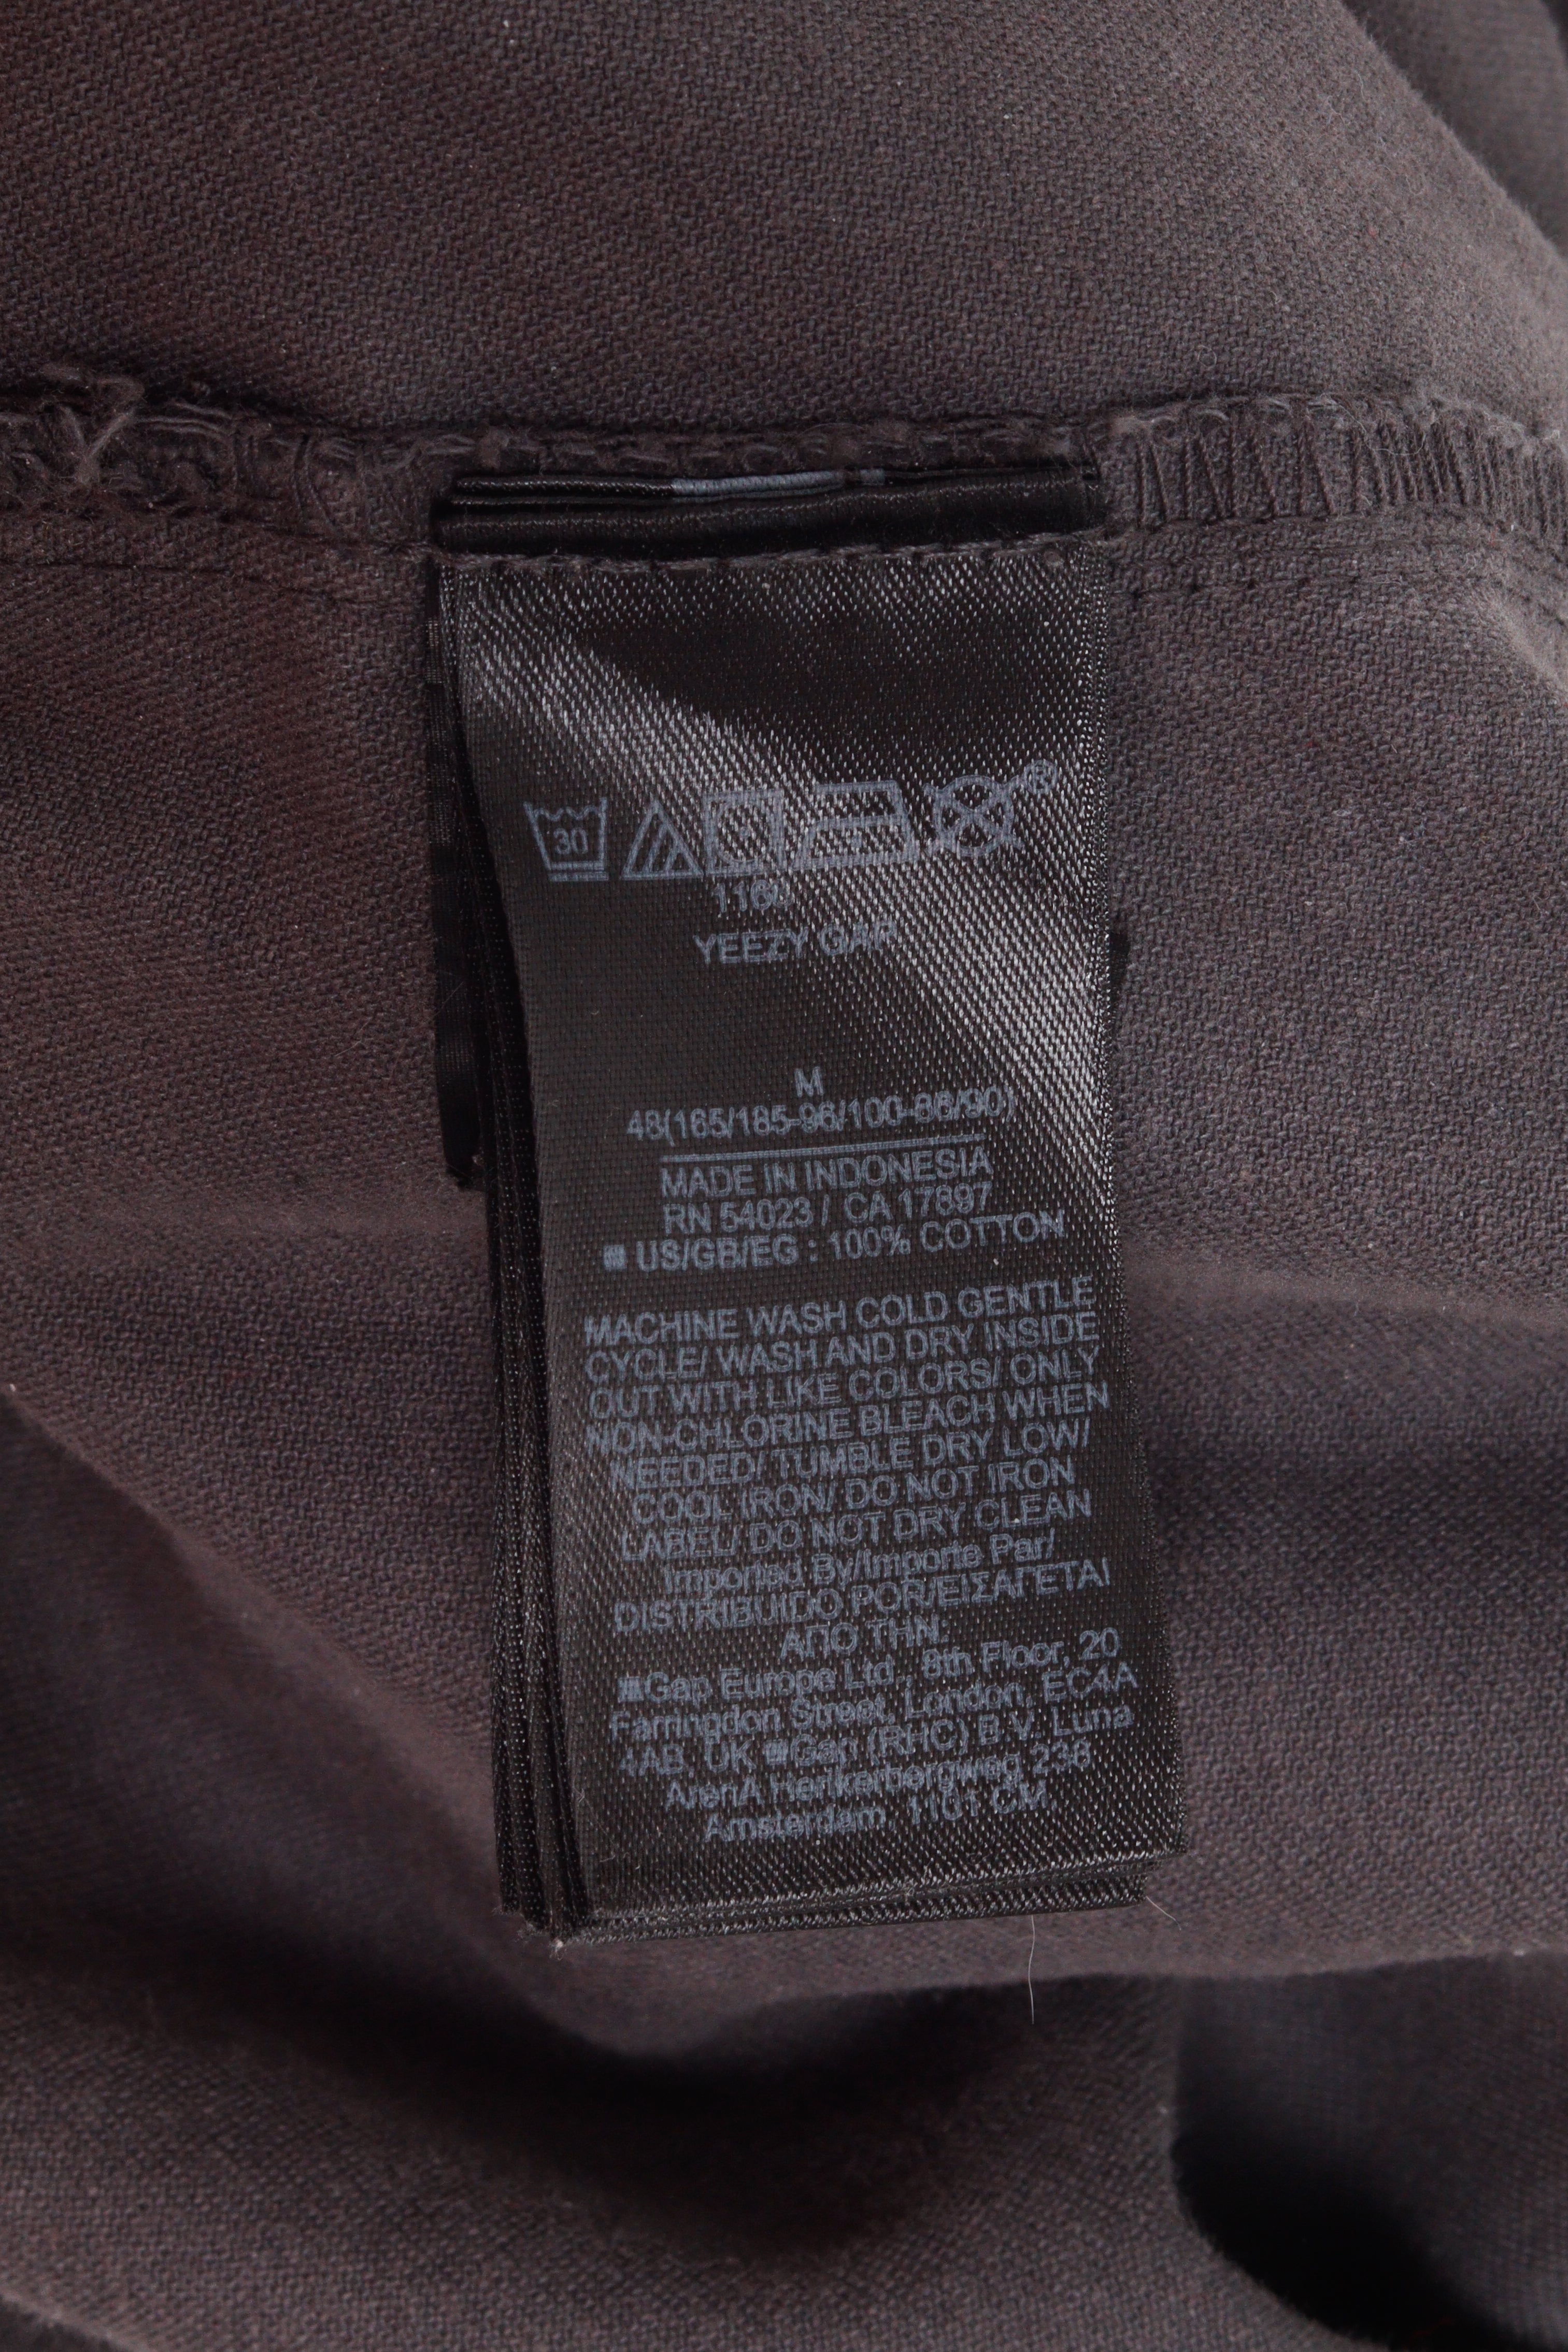 30
®
YEEZY GAP
M
48(165/185-96/100-86/90)
MADE IN INDONESIA
RN 54023 / CA 17897
US/GB/EG : 100% COTTON
MACHINE WASH COLD GENTLE
CYCLE/ WASH AND DRY INSIDE
OUT WITH LIKE COLORS/ ONLY
NON-CHLORINE BLEACH WHEN
NEEDED/ TUMBLE DRY LOW/
COOL IRON/ DO NOT IRON
LABEL/ DO NOT DRY CLEAN
Imported By/Importe Par/
DISTRIBUIDO POR/ΕΙΣΑΓΕΤΑΙ
ΑΠΟ ΤΗΝ.
Gap Europe Ltd., 8th Floor, 20
Farringdon Street, London, EC4A
4AB, UK Gap (RHC) B.V. Luna
ArenA Herikerbergweg 238
Amsterdam, 1101 CM.